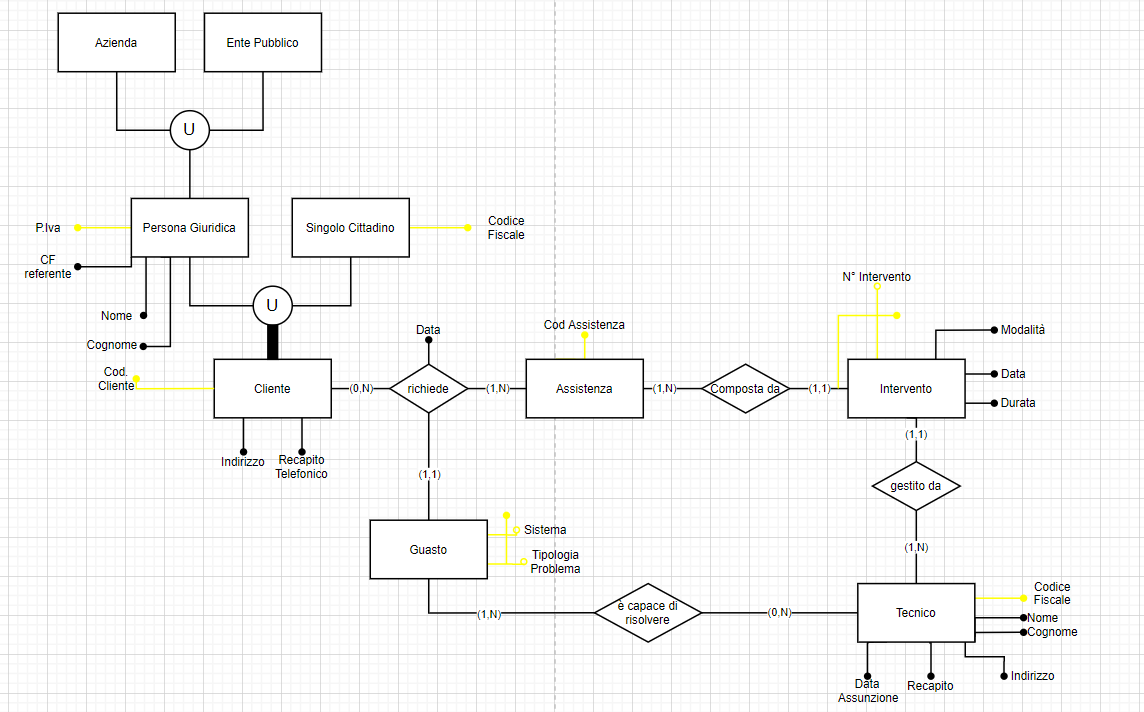 Azienda
Ente Pubblico
U
P.Iva
Persona Giuridica
Singolo Cittadino
Codice
Fiscale
CF
referente
Nome
Cognome
U
Cod.
Cliente
Cliente
Indirizzo
Recapito
Telefonico
(0,N)
Data
richiede
(1,N)
Cod Assistenza
Assistenza
(1,N)
Composta da
(1,1)
N° Intervento
Intervento
Modalità
Data
Durata
(1,1)
gestito da
(1,N)
(1,1)
Guasto
Sistema
Tipologia
Problema
(1,N)
è capace di
risolvere
(0,N)
Tecnico
Codice
Fiscale
Nome
Cognome
Data
Assunzione
Recapito
Indirizzo